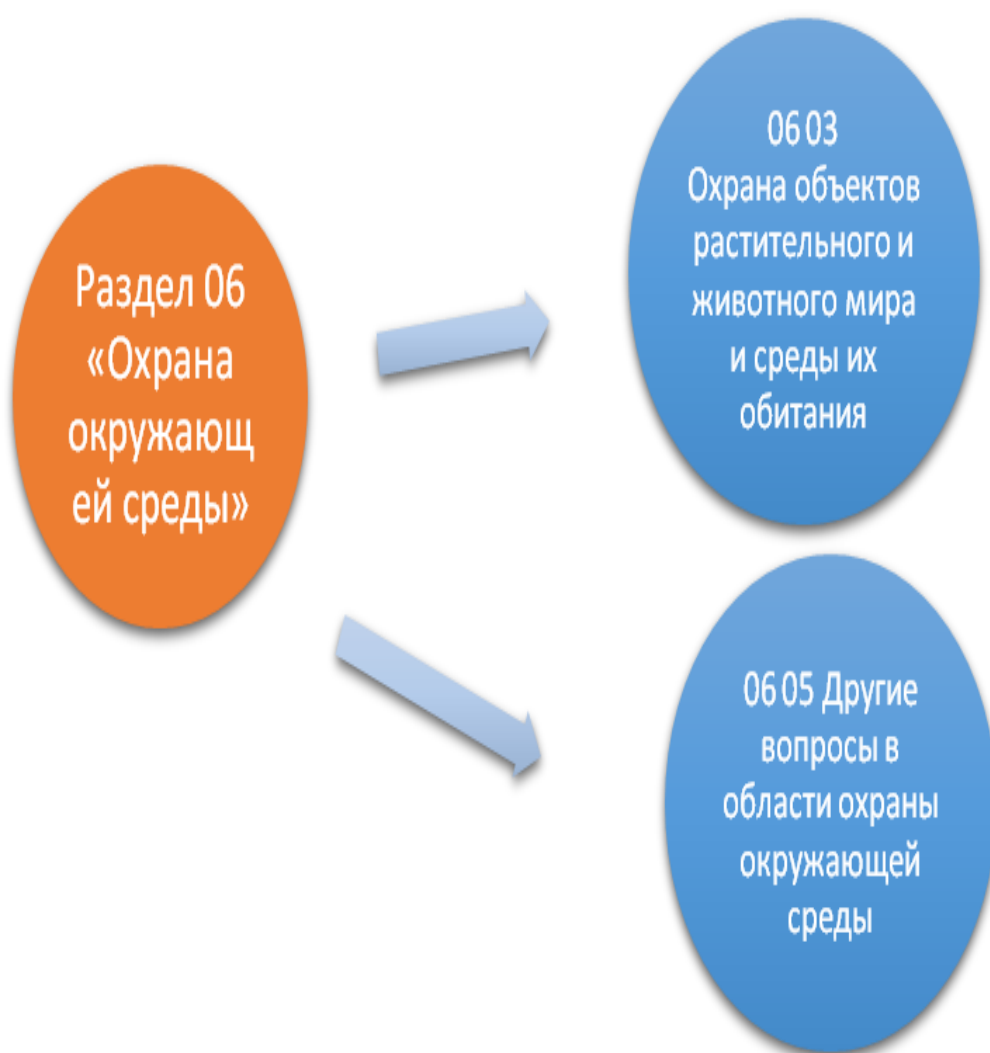 Раздел 06
«Охрана
окружающ
ей среды»
06 03
Охрана объектов
растительного и
животного мира
и среды их
обитания
06 05 Другие
вопросы в
области охраны
окружающей
среды